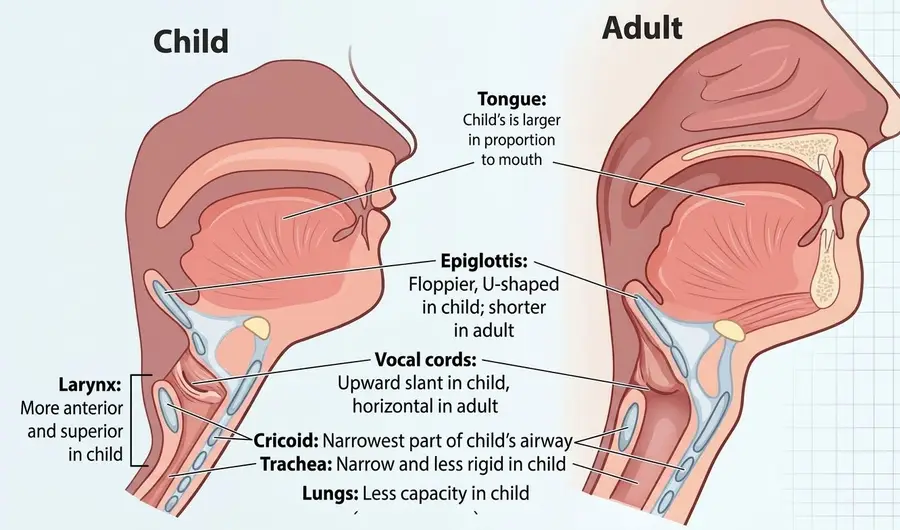 Child
Adult
Tongue:
Child's is larger
in proportion
to mouth
Epiglottis:
Floppier, U-shaped
in child; shorter
in adult
Vocal cords:
Upward slant in child,
horizontal in adult
Larynx:
More anterior
and superior
in child
Cricoid: Narrowest part of child's airway
Trachea: Narrow and less rigid in child
Lungs: Less capacity in child